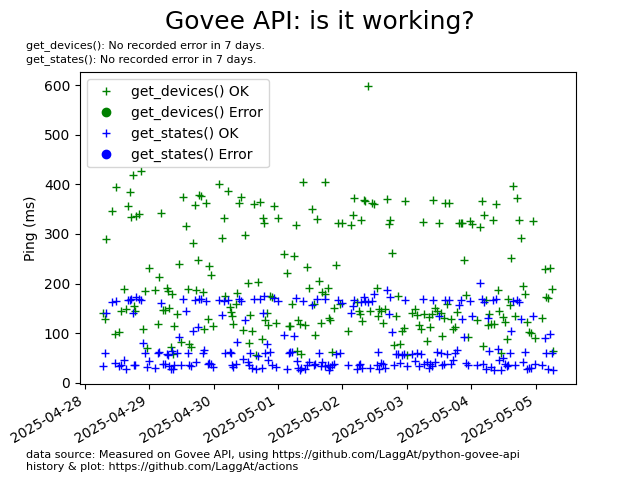 Govee API: is it working?
get_devices(): No recorded error in 7 days.
get_states(): No recorded error in 7 days.
get_devices() OK
get_devices() Error
get_states() OK
get_states() Error
Ping (ms)
600
500
400
300
200
100
0
2025-04-28
2025-04-29
2025-04-30
2025-05-01
2025-05-02
2025-05-03
2025-05-04
2025-05-05
data source: Measured on Govee API, using https://github.com/LaggAt/python-govee-api
history & plot: https://github.com/LaggAt/actions